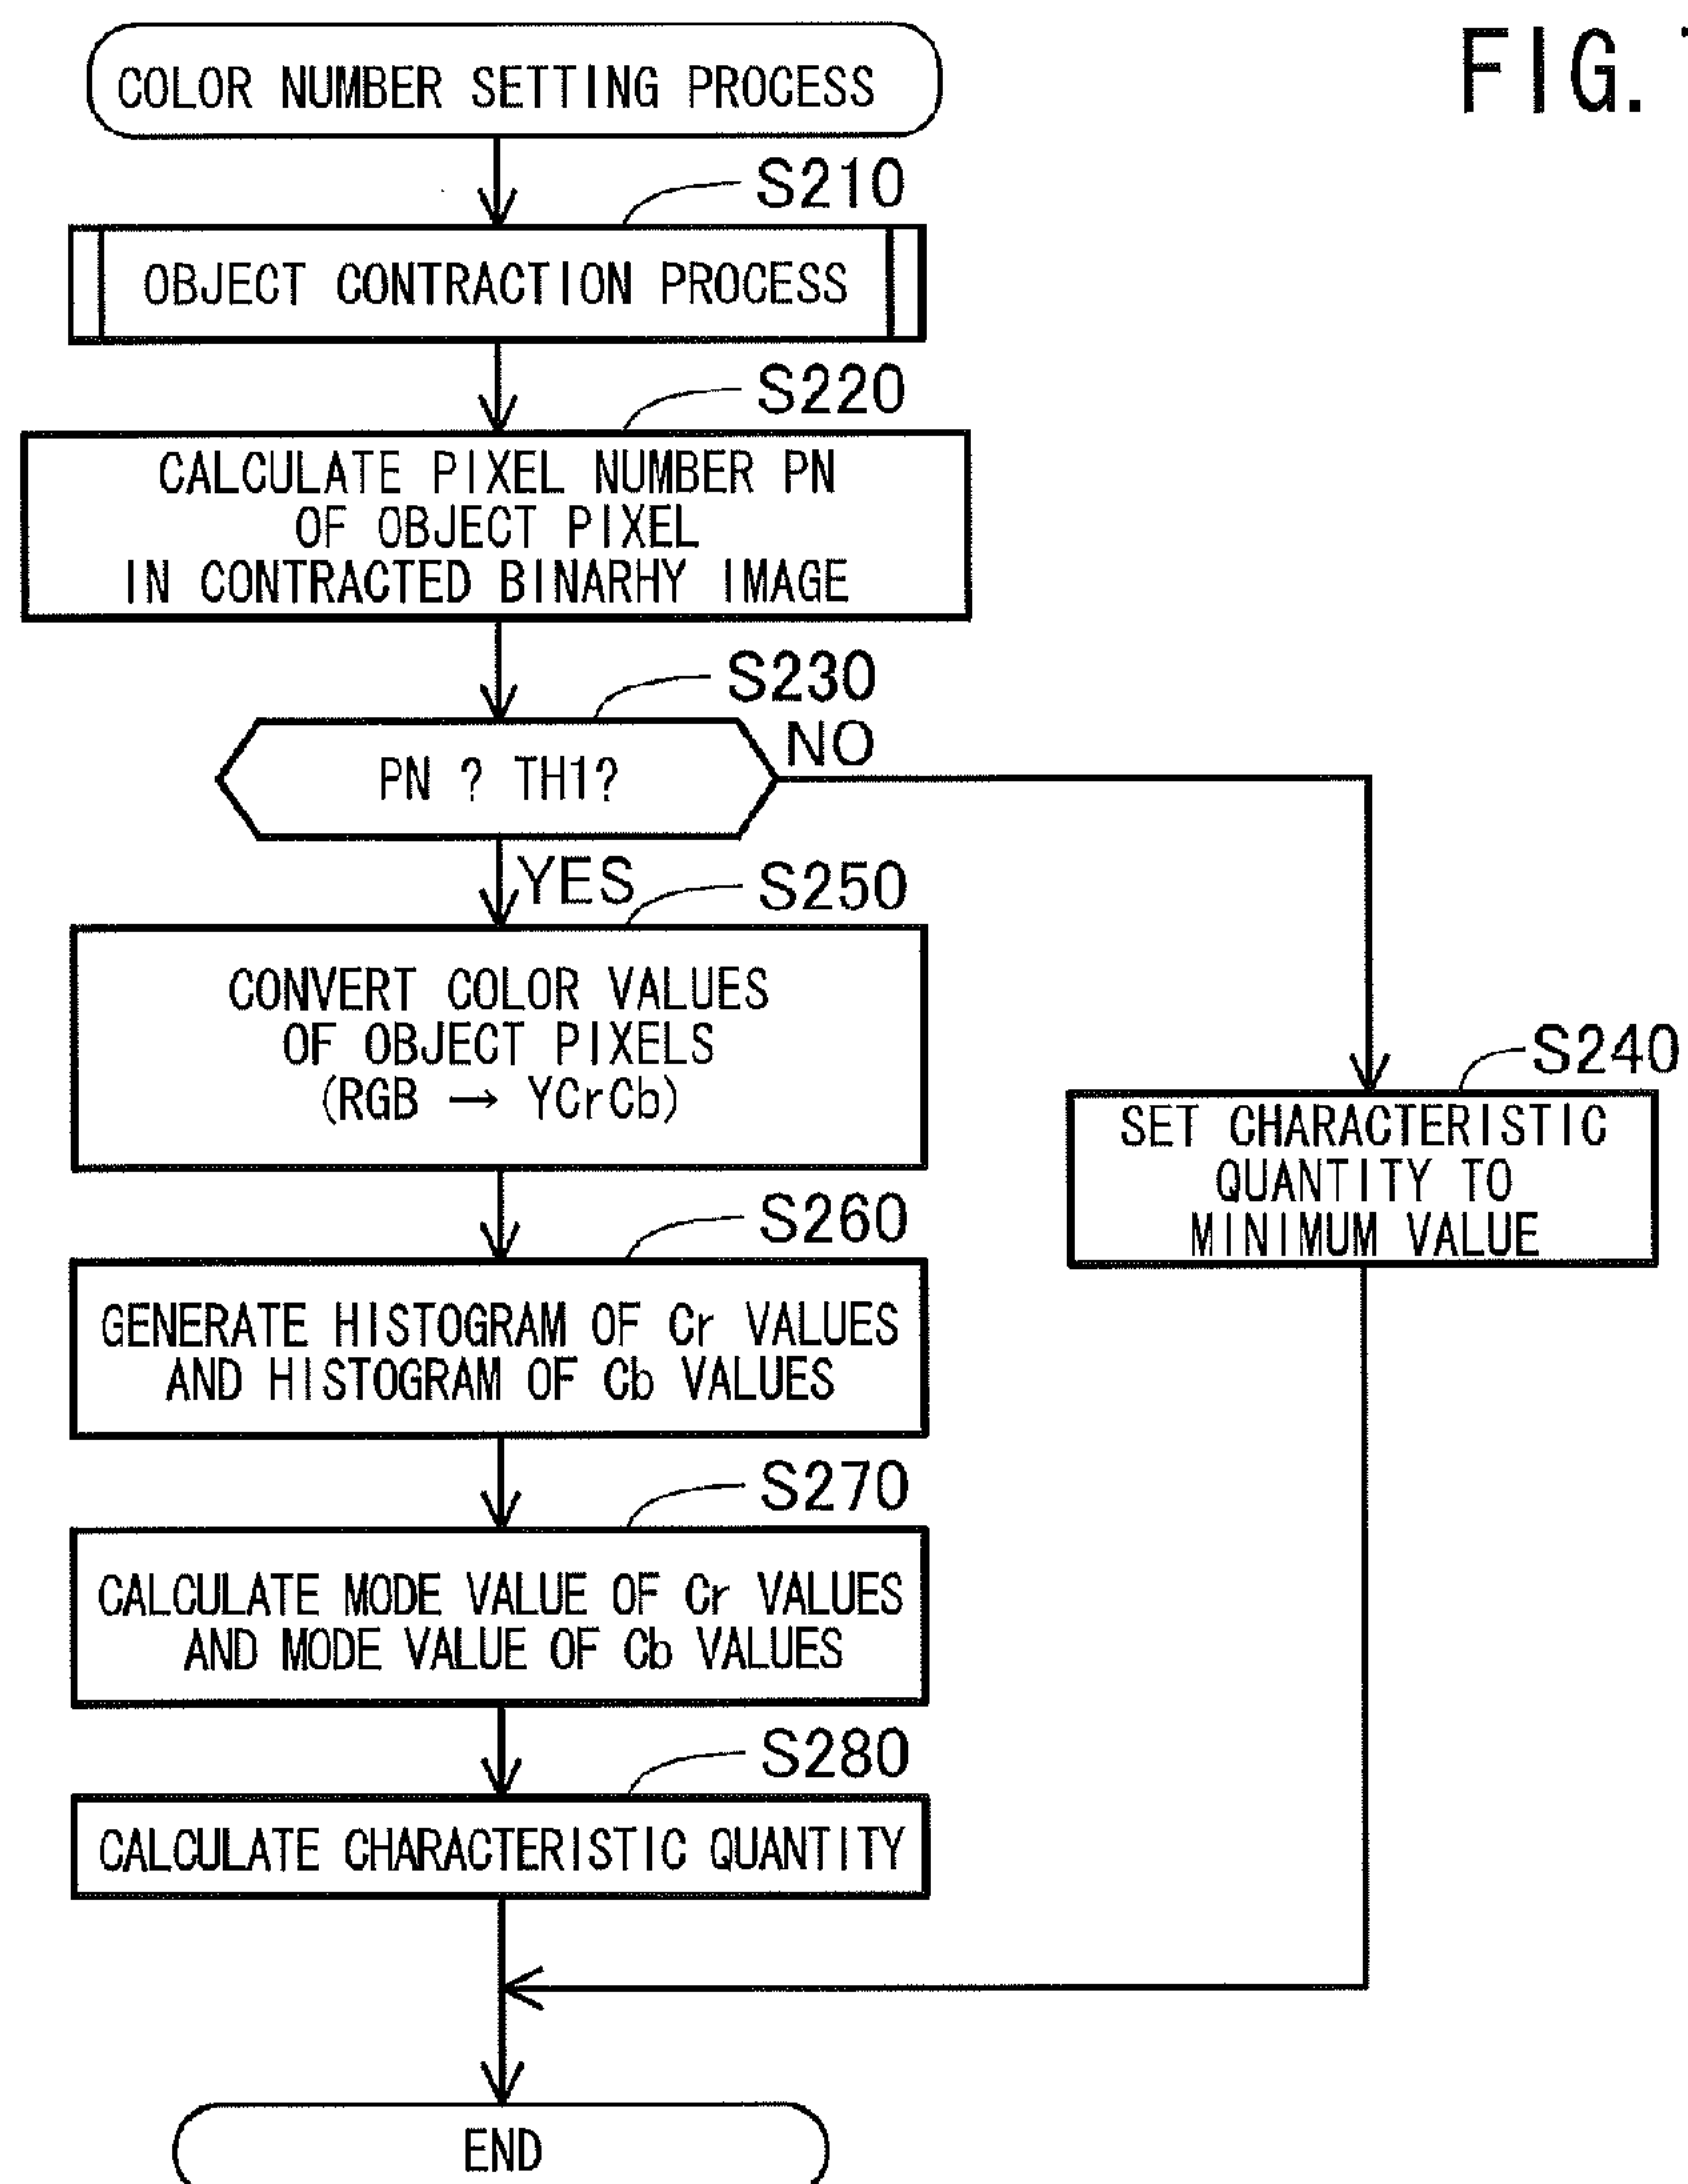 FIG.
COLOR NUMBER SETTING PROCESS
S210
OBJECT CONTRACTION PROCESS
S220
CALCULATE PIXEL NUMBER PN
OF OBJECT PIXEL
IN CONTRACTED BINARHY IMAGE
S230
PN ? TH1?
NO
YES
S250
CONVERT COLOR VALUES
OF OBJECT PIXELS
(RGB → YCrCb)
S240
SET CHARACTERISTIC
QUANTITY TO
MINIMUM VALUE
S260
GENERATE HISTOGRAM OF Cr VALUES
AND HISTOGRAM OF Cb VALUES
S270
CALCULATE MODE VALUE OF Cr VALUES
AND MODE VALUE OF Cb VALUES
S280
CALCULATE CHARACTERISTIC QUANTITY
END